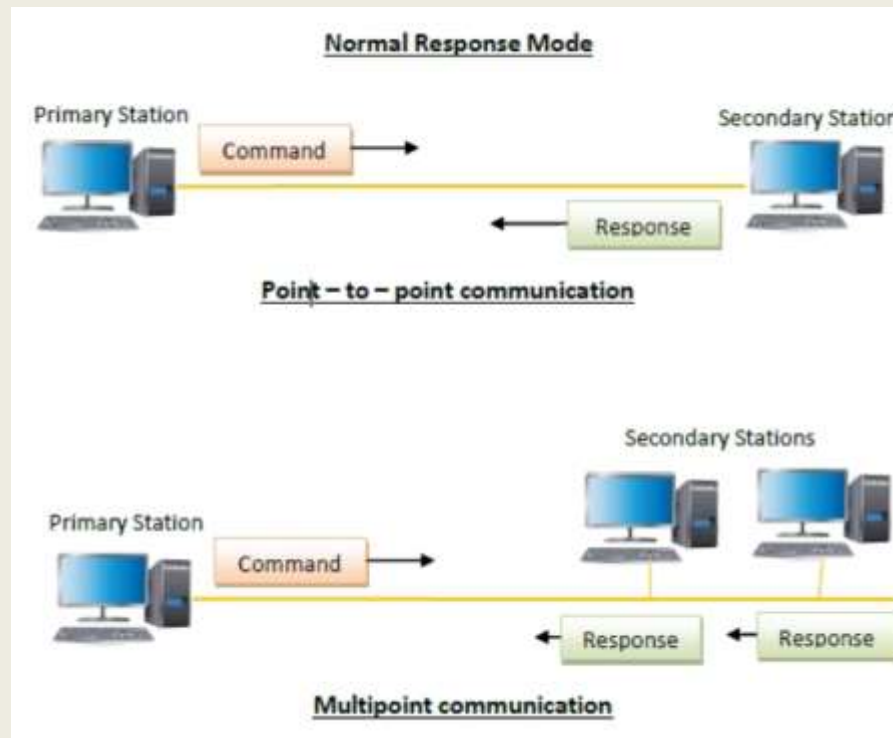 Normal Response Mode
Primary Station
Secondary Station
Command
Response
Point – to – point communication
Secondary Stations
Primary Station
Command
Response
Response
Multipoint communication